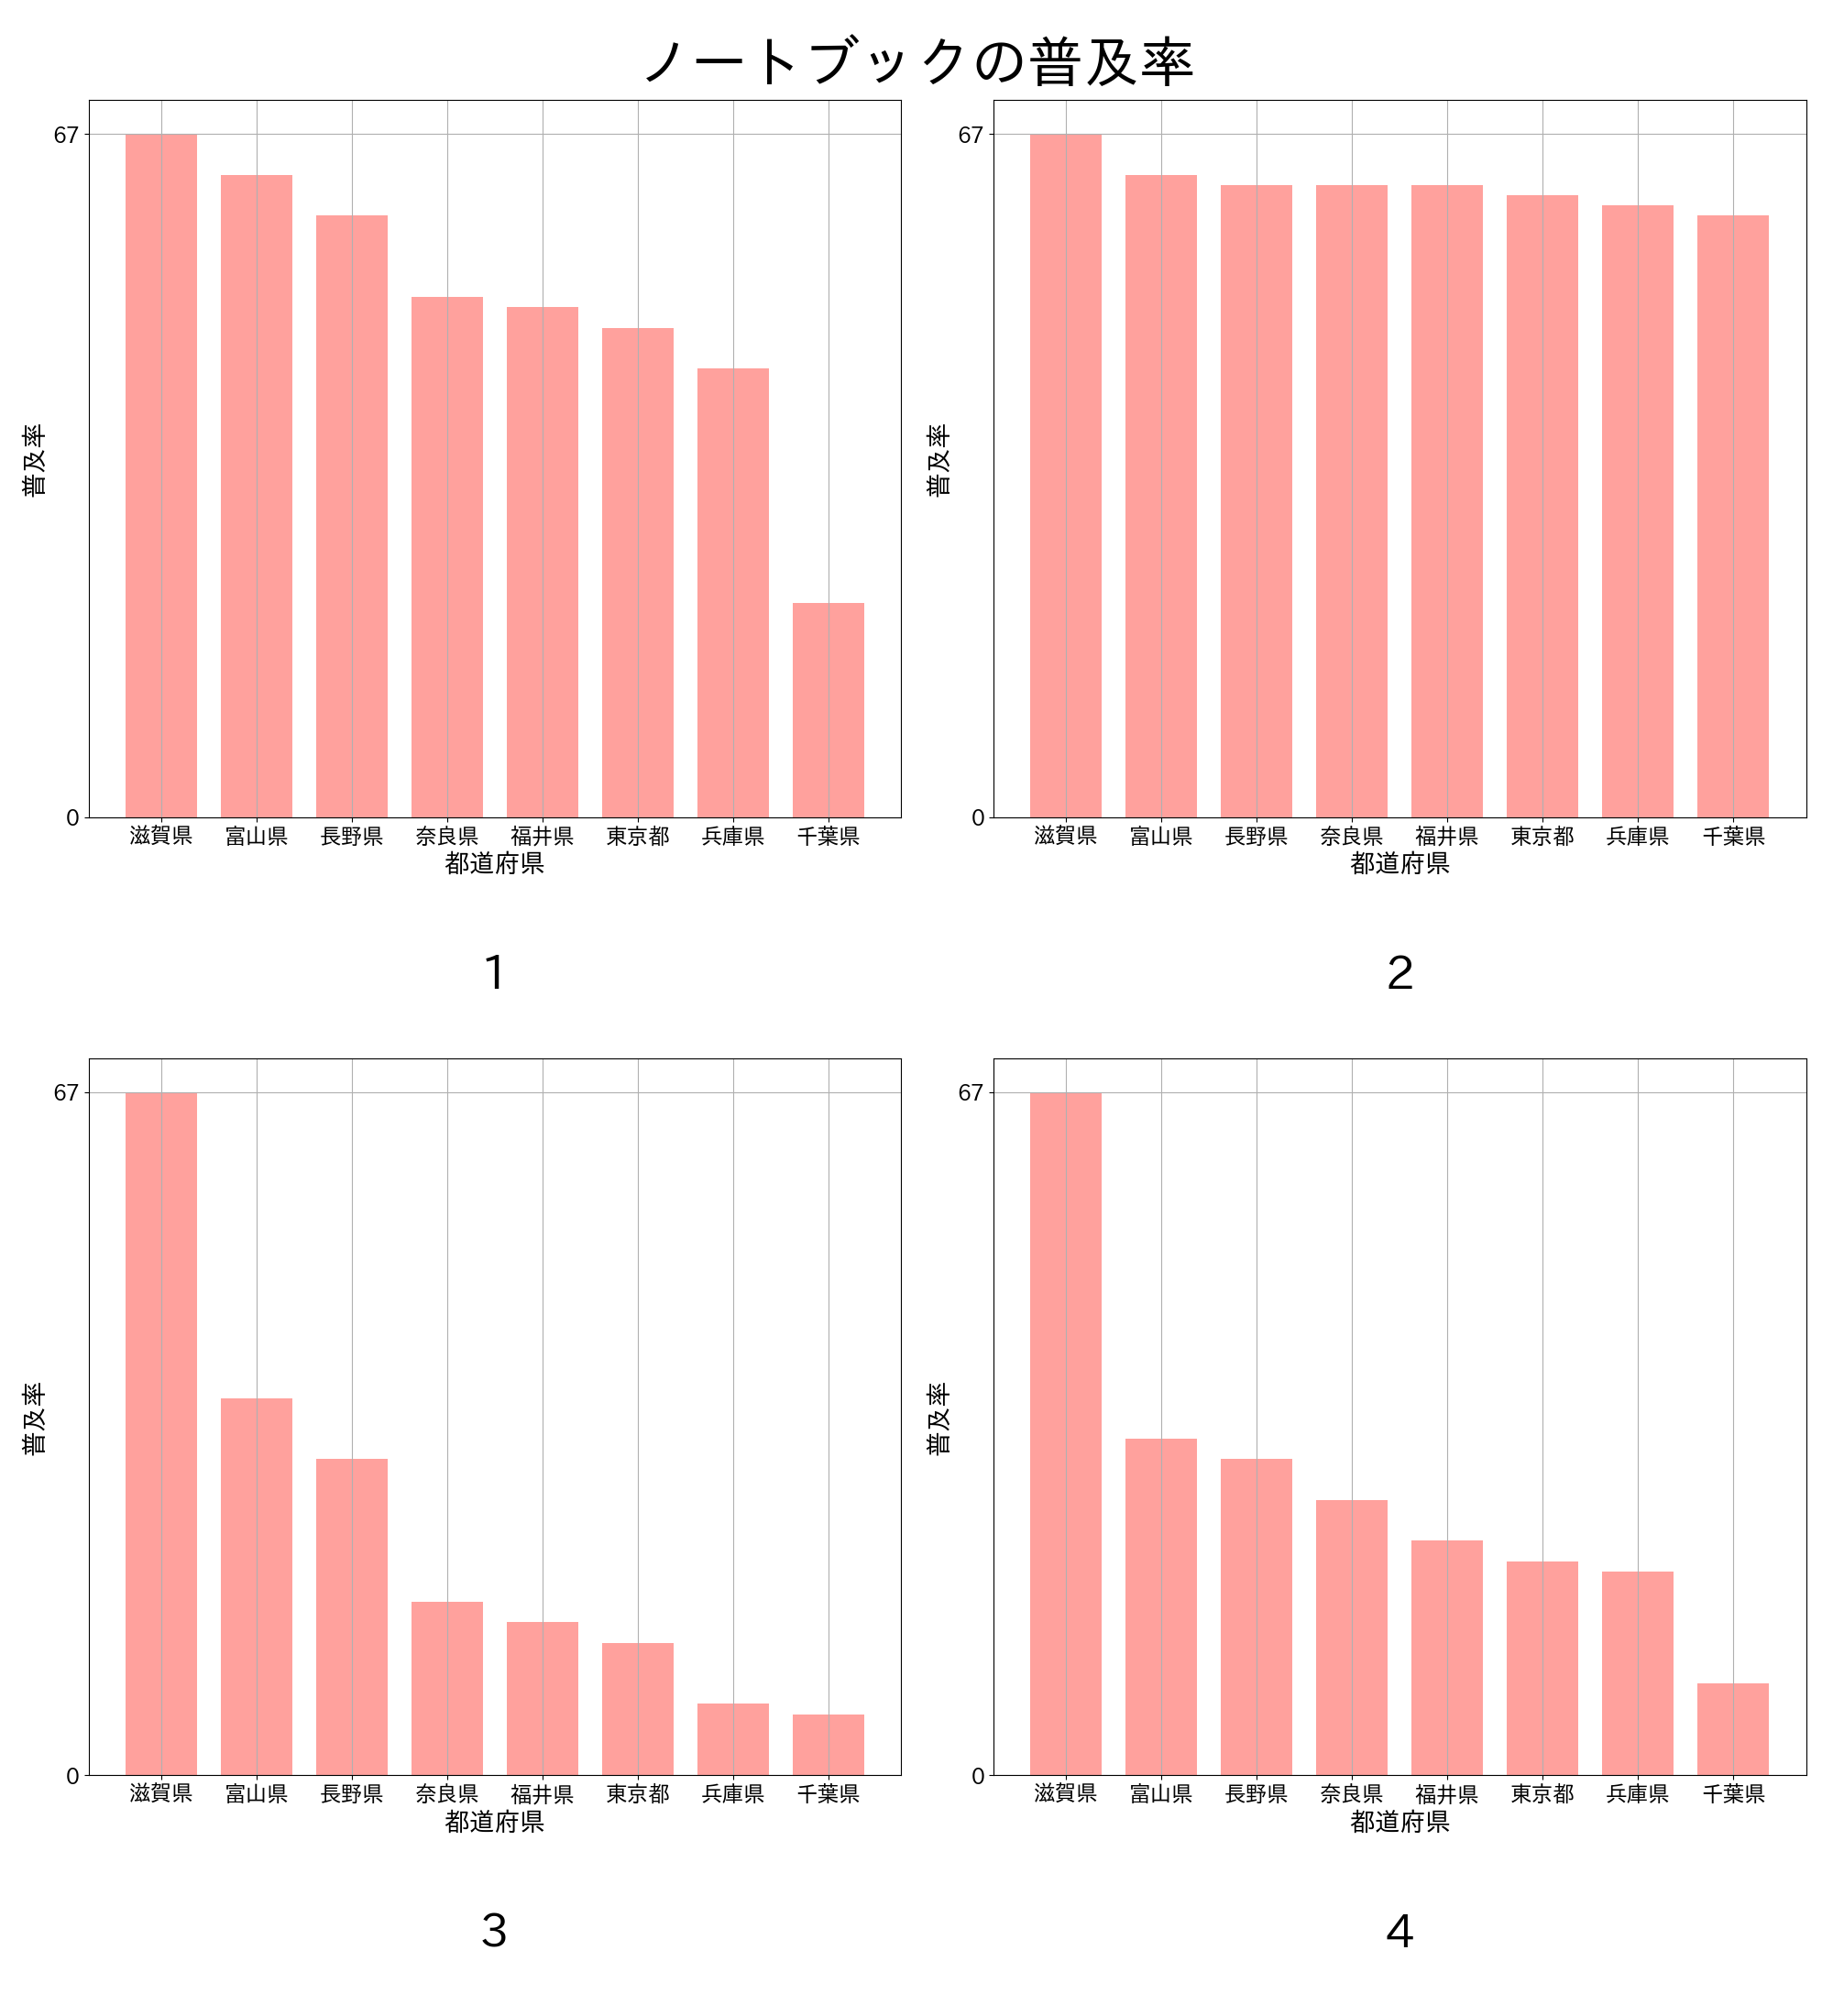 ノートブックの普及率
67
0
普及率
滋賀県 富山県 長野県 奈良県 福井県 東京都 兵庫県 千葉県
都道府県
1
67
0
普及率
滋賀県 富山県 長野県 奈良県 福井県 東京都 兵庫県 千葉県
都道府県
2
67
0
普及率
滋賀県 富山県 長野県 奈良県 福井県 東京都 兵庫県 千葉県
都道府県
3
67
0
普及率
滋賀県 富山県 長野県 奈良県 福井県 東京都 兵庫県 千葉県
都道府県
4